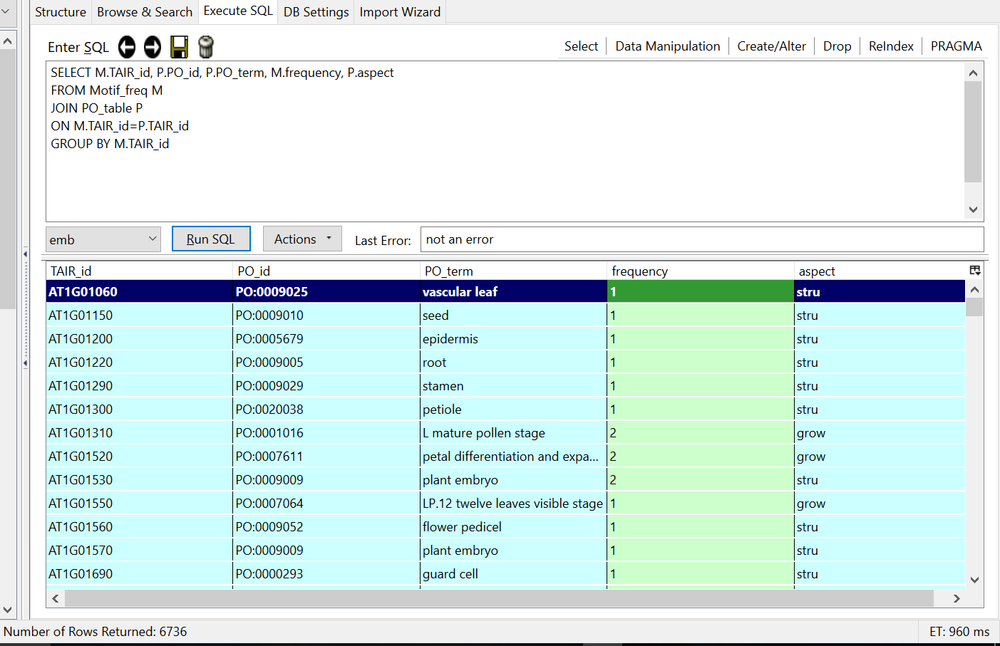 Structure Browse & Search Execute SQL DB Settings Import Wizard
Enter SQL Select Data Manipulation Create/Alter Drop ReIndex PRAGMA
SELECT M.TAIR_id, P.PO_id, P.PO_term, M.frequency, P.aspect
FROM Motif_freq M
JOIN PO_table P
ON M.TAIR_id=P.TAIR_id
GROUP BY M.TAIR_id
emb Run SQL Actions Last Error: not an error
TAIR_id PO_id PO_term frequency aspect
AT1G01060 PO:0009025 vascular leaf 1 stru
AT1G01150 PO:0009010 seed 1 stru
AT1G01200 PO:0005679 epidermis 1 stru
AT1G01220 PO:0009005 root 1 stru
AT1G01290 PO:0009029 stamen 1 stru
AT1G01300 PO:0020038 petiole 1 stru
AT1G01310 PO:0001016 L mature pollen stage 2 grow
AT1G01520 PO:0007611 petal differentiation and expa... 2 grow
AT1G01530 PO:0009009 plant embryo 2 stru
AT1G01550 PO:0007064 LP.12 twelve leaves visible stage 1 grow
AT1G01560 PO:0009052 flower pedicel 1 stru
AT1G01570 PO:0009009 plant embryo 1 stru
AT1G01690 PO:0000293 guard cell 1 stru
Number of Rows Returned: 6736 ET: 960 ms